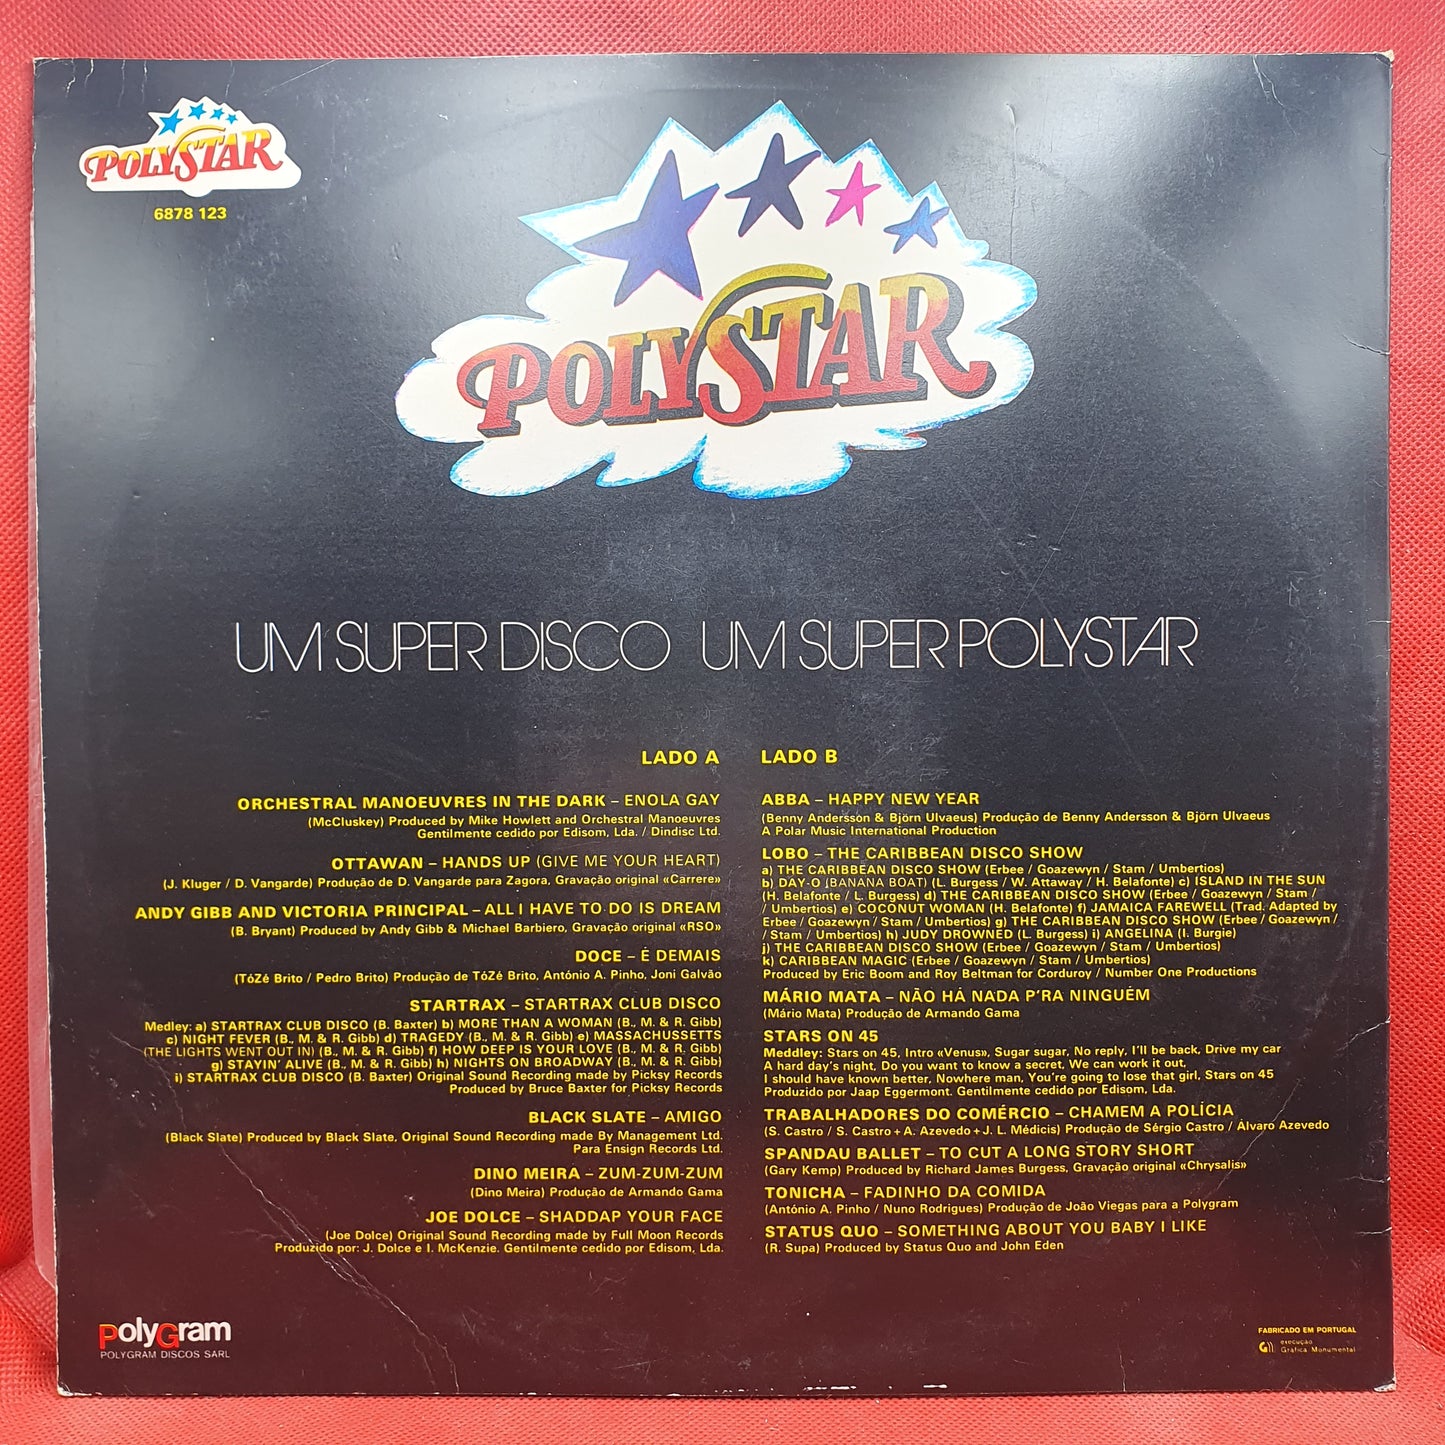 POLYSTAR
6878 123
POLYSTAR
UM SUPER DISCO UM SUPER POLYSTAR
LADO A
ORCHESTRAL MANOEUVRES IN THE DARK – ENOLA GAY
(McCluskey) Produced by Mike Howlett and Orchestral Manoeuvres
Gentilmente cedido por Edisom, Lda. / Dindisc Ltd.
OTTAWAN – HANDS UP (GIVE ME YOUR HEART)
(J. Kluger / D. Vangarde) Produção de D. Vangarde para Zagora, Gravação original «Carrere»
ANDY GIBB AND VICTORIA PRINCIPAL – ALL I HAVE TO DO IS DREAM
(B. Bryant) Produced by Andy Gibb & Michael Barbiero, Gravação original «RSO»
DOCE – É DEMAIS
(TóZé Brito / Pedro Brito) Produção de TóZé Brito, António A. Pinho, Joni Galvão
STARTRAX – STARTRAX CLUB DISCO
Medley: a) STARTRAX CLUB DISCO (B. Baxter) b) MORE THAN A WOMAN (B., M. & R. Gibb)
c) NIGHT FEVER (B., M. & R. Gibb) d) TRAGEDY (B., M. & R. Gibb) e) MASSACHUSSETTS
(THE LIGHTS WENT OUT IN) (B., M. & R. Gibb) f) HOW DEEP IS YOUR LOVE (B., M. & R. Gibb)
g) STAYIN' ALIVE (B., M. & R. Gibb) h) NIGHTS ON BROADWAY (B., M. & R. Gibb)
i) STARTRAX CLUB DISCO (B. Baxter) Original Sound Recording made by Picksy Records
Produced by Bruce Baxter for Picksy Records
BLACK SLATE – AMIGO
(Black Slate) Produced by Black Slate, Original Sound Recording made By Management Ltd.
Para Ensign Records Ltd.
DINO MEIRA – ZUM-ZUM-ZUM
(Dino Meira) Produção de Armando Gama
JOE DOLCE – SHADDAP YOUR FACE
(Joe Dolce) Original Sound Recording made by Full Moon Records
Produzido por: J. Dolce e I. McKenzie. Gentilmente cedido por Edisom, Lda.
LADO B
ABBA – HAPPY NEW YEAR
(Benny Andersson & Björn Ulvaeus) Produção de Benny Andersson & Björn Ulvaeus
A Polar Music International Production
LOBO – THE CARIBBEAN DISCO SHOW
a) THE CARIBBEAN DISCO SHOW (Erbee / Goazewyn / Stam / Umbertios)
b) DAY-O (BANANA BOAT) (L. Burgess / W. Attaway / H. Belafonte) c) ISLAND IN THE SUN
(H. Belafonte / L. Burgess) d) THE CARIBBEAN DISCO SHOW (Erbee / Goazewyn / Stam /
/ Umbertios) e) COCONUT WOMAN (H. Belafonte) f) JAMAICA FAREWELL (Trad. Adapted by
Erbee / Goazewyn / Stam / Umbertios) g) THE CARIBBEAN DISCO SHOW (Erbee / Goazewyn /
/ Stam / Umbertios) h) JUDY DROWNED (L. Burgess) i) ANGELINA (I. Burgie)
j) THE CARIBBEAN DISCO SHOW (Erbee / Goazewyn / Stam / Umbertios)
k) CARIBBEAN MAGIC (Erbee / Goazewyn / Stam / Umbertios)
Produced by Eric Boom and Roy Beltman for Corduroy / Number One Productions
MÁRIO MATA – NÃO HÁ NADA P'RA NINGUÉM
(Mário Mata) Produção de Armando Gama
STARS ON 45
Meddley: Stars on 45, Intro «Venus», Sugar sugar, No reply, I'll be back, Drive my car
A hard day's night, Do you want to know a secret, We can work it out,
I should have known better, Nowhere man, You're going to lose that girl, Stars on 45
Produzido por Jaap Eggermont. Gentilmente cedido por Edisom, Lda.
TRABALHADORES DO COMÉRCIO – CHAMEM A POLÍCIA
(S. Castro / S. Castro + A. Azevedo + J. L. Médicis) Produção de Sérgio Castro / Álvaro Azevedo
SPANDAU BALLET – TO CUT A LONG STORY SHORT
(Gary Kemp) Produced by Richard James Burgess, Gravação original «Chrysalis»
TONICHA – FADINHO DA COMIDA
(António A. Pinho / Nuno Rodrigues) Produção de João Viegas para a Polygram
STATUS QUO – SOMETHING ABOUT YOU BABY I LIKE
(R. Supa) Produced by Status Quo and John Eden
PolyGram
POLYGRAM DISCOS SARL
FABRICADO EM PORTUGAL
execução
Gráfica Monumental